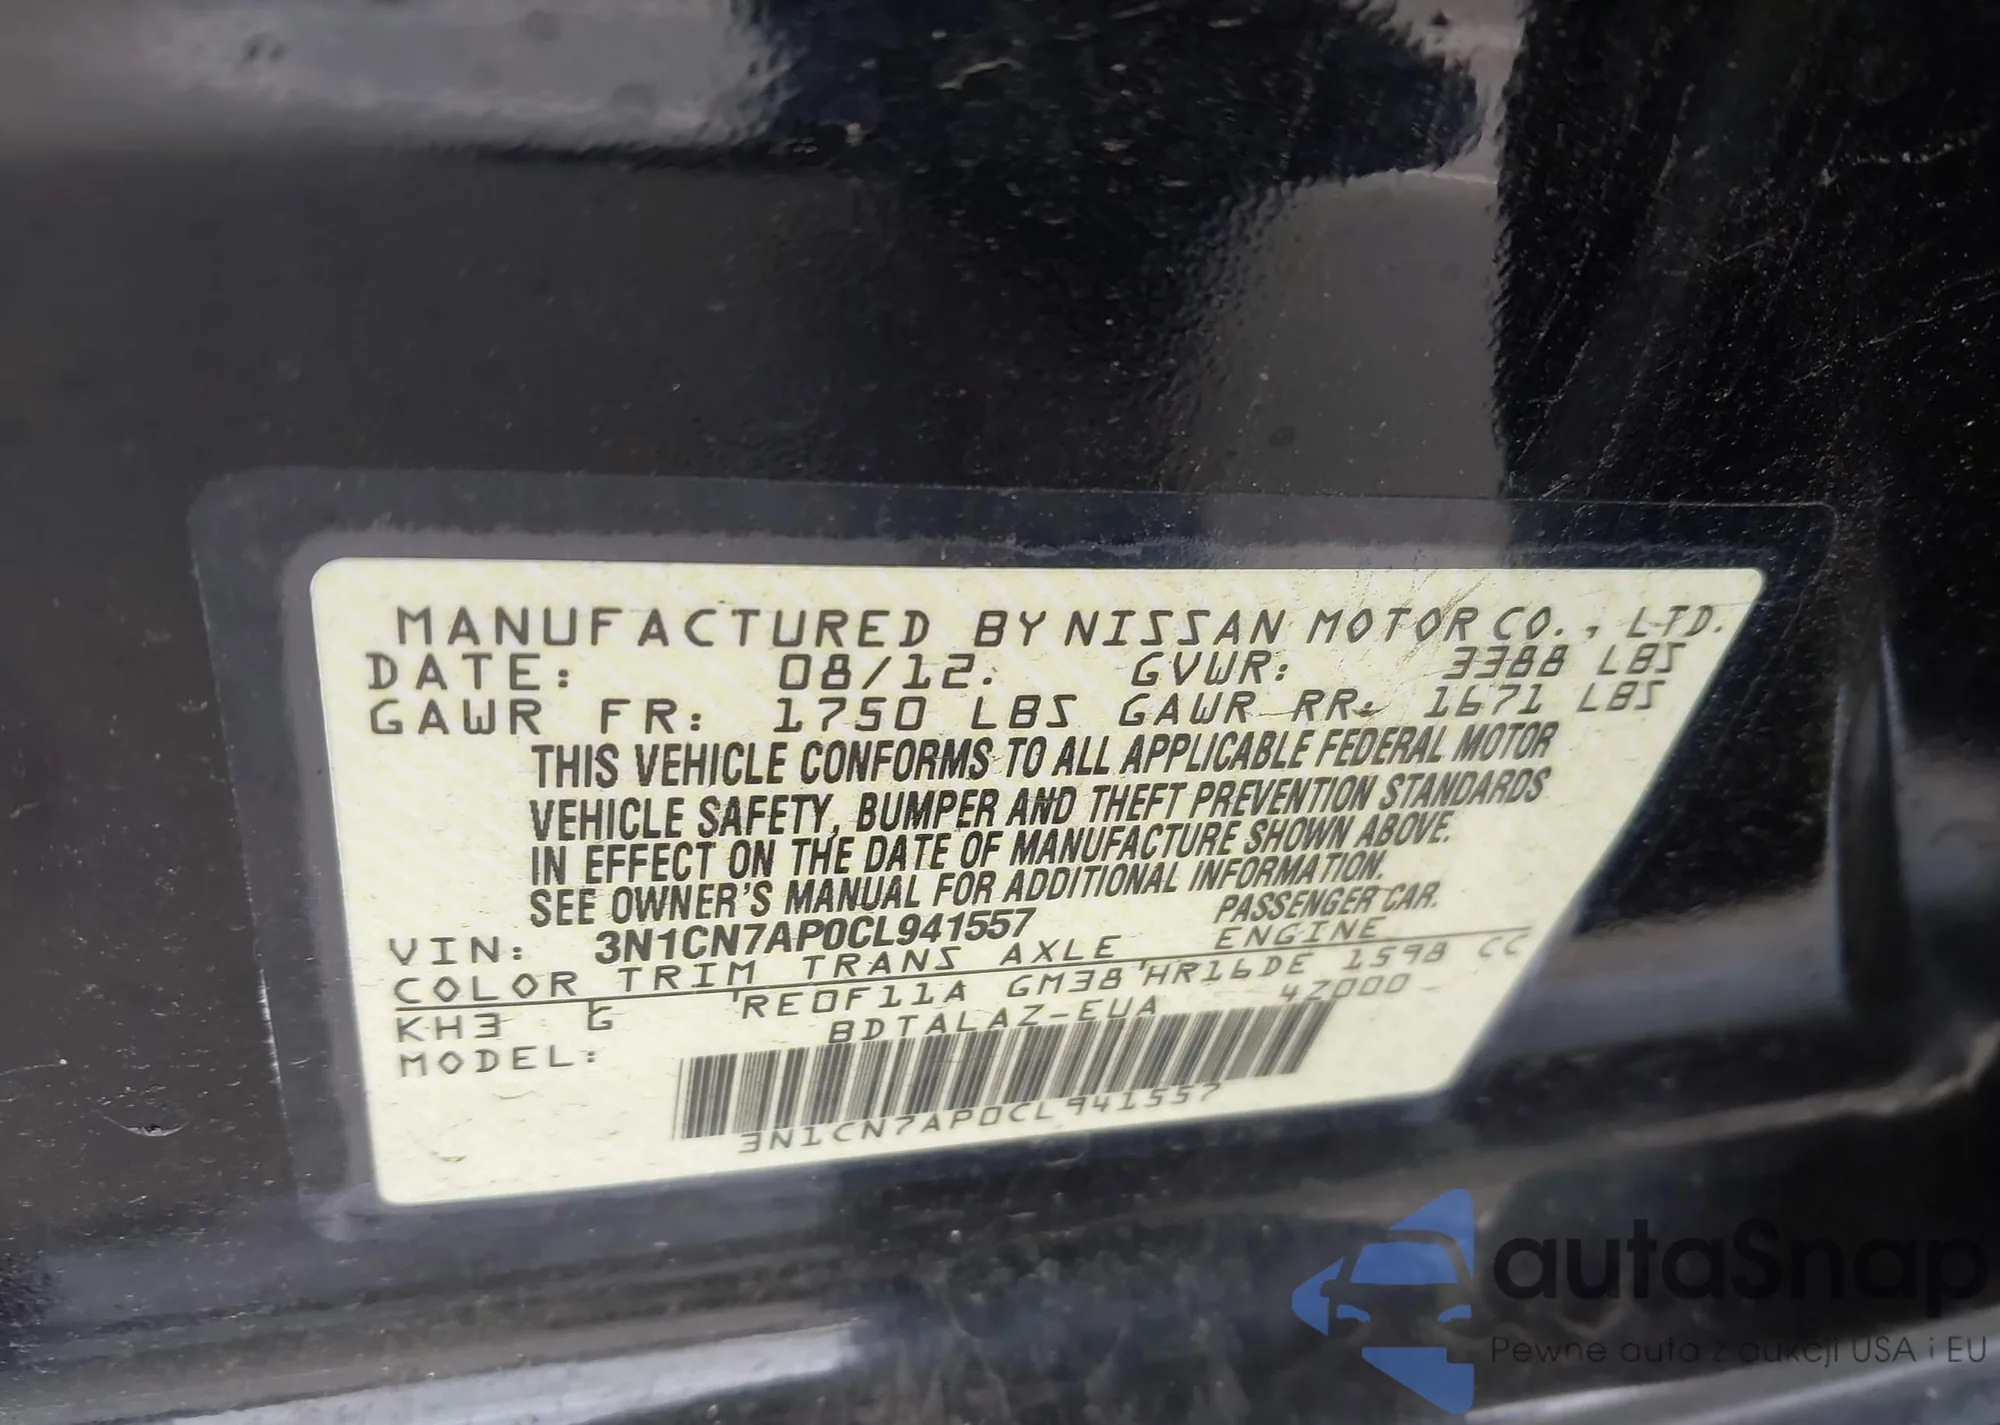 MANUFACTURED BY NISSAN MOTOR CO., LTD.
DATE: 08/12. GVWR: 3388 LBS
GAWR FR: 1750 LBS GAWR RR: 1671 LBS
THIS VEHICLE CONFORMS TO ALL APPLICABLE FEDERAL MOTOR
VEHICLE SAFETY, BUMPER AND THEFT PREVENTION STANDARDS
IN EFFECT ON THE DATE OF MANUFACTURE SHOWN ABOVE.
SEE OWNER'S MANUAL FOR ADDITIONAL INFORMATION.
VIN: 3N1CN7AP0CL941557 PASSENGER CAR.
COLOR TRIM TRANS AXLE ENGINE
KH3 G RE0F11A GM38 HR16DE 1598 CC
MODEL: BDTALAZ-EUA 42000-
3N1CN7AP0CL941557
autaSnap
Pewne auta z aukcji USA i EU